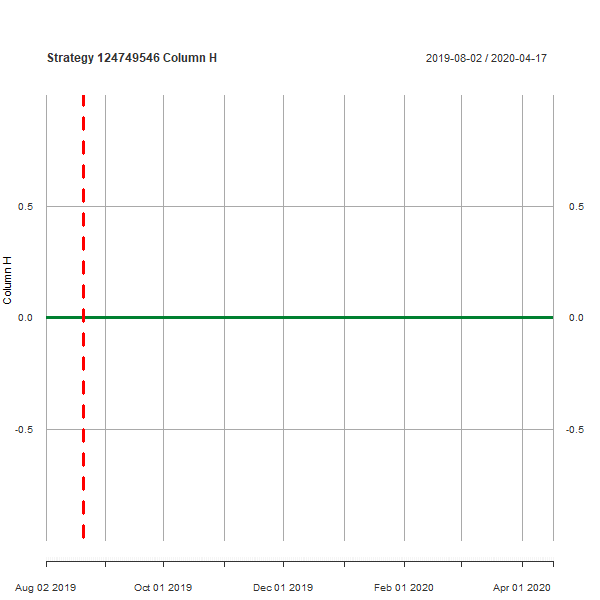 Strategy 124749546 Column H
2019-08-02 / 2020-04-17
0.5
0.5
Column H
0.0
0.0
-0.5
-0.5
Aug 02 2019
Oct 01 2019
Dec 01 2019
Feb 01 2020
Apr 01 2020